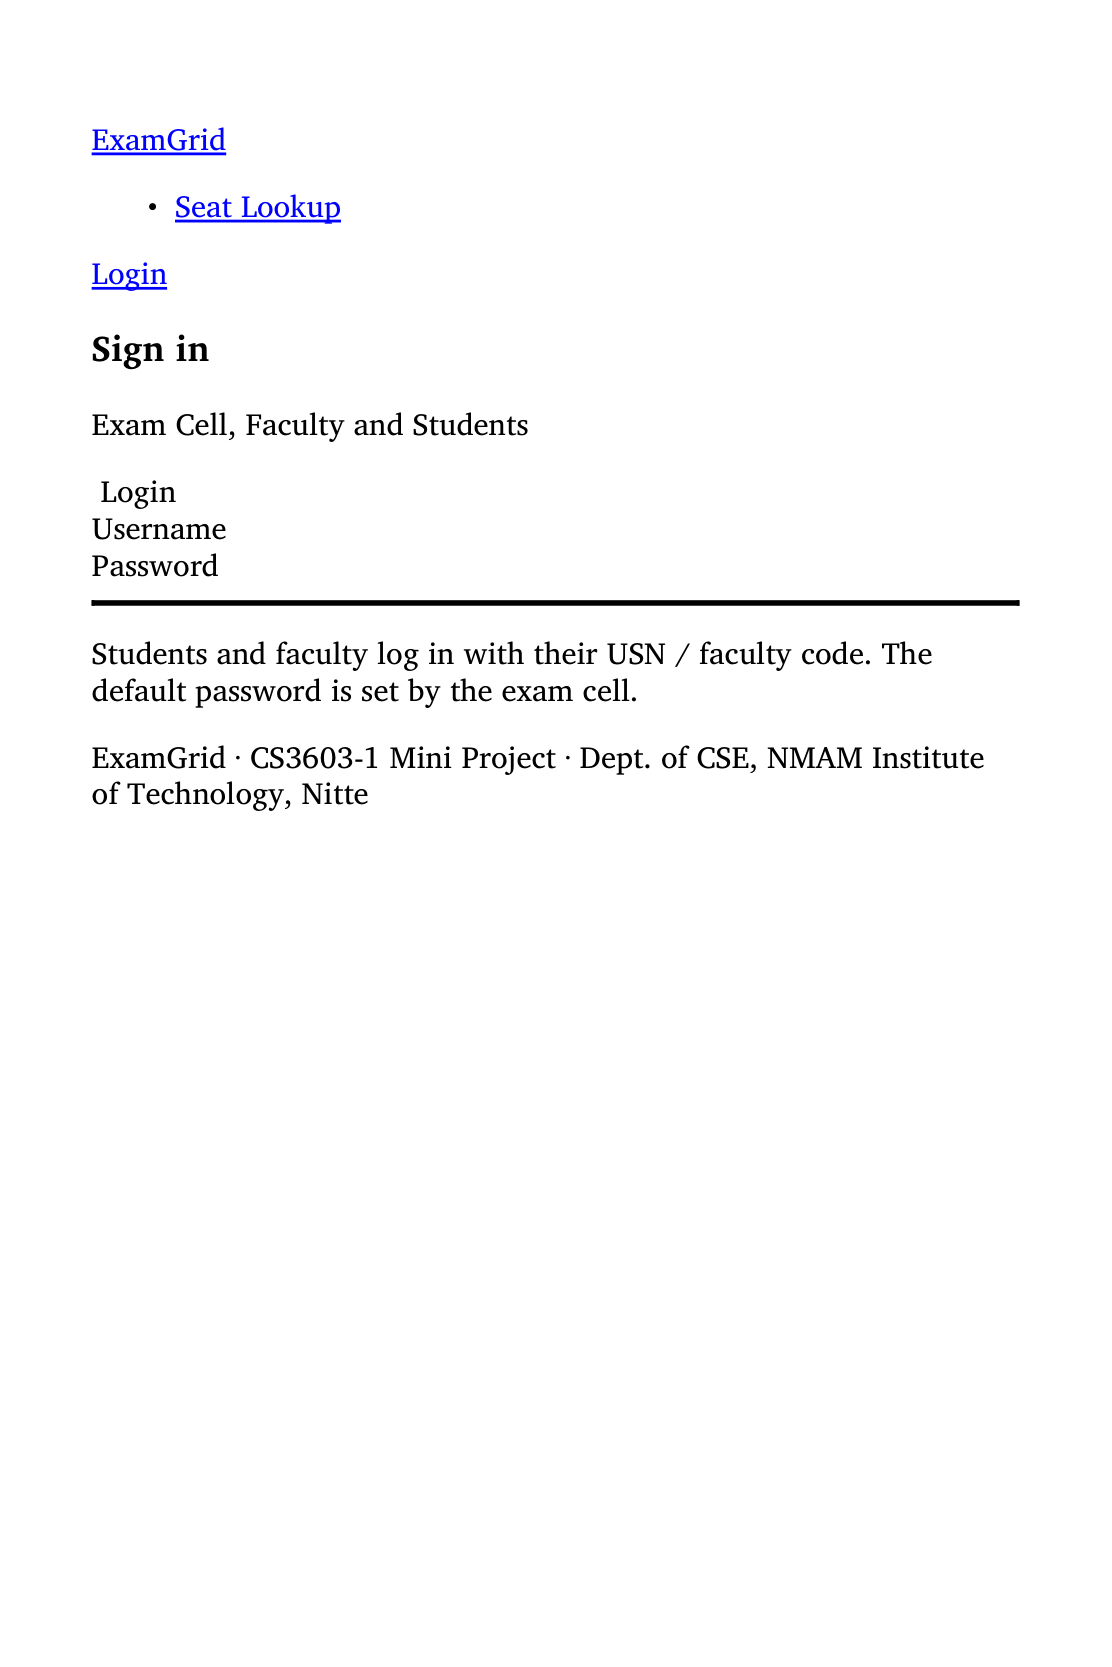 ExamGrid
• Seat Lookup
Login
Sign in
Exam Cell, Faculty and Students
Login
Username
Password
Students and faculty log in with their USN / faculty code. The
default password is set by the exam cell.
ExamGrid · CS3603-1 Mini Project · Dept. of CSE, NMAM Institute
of Technology, Nitte